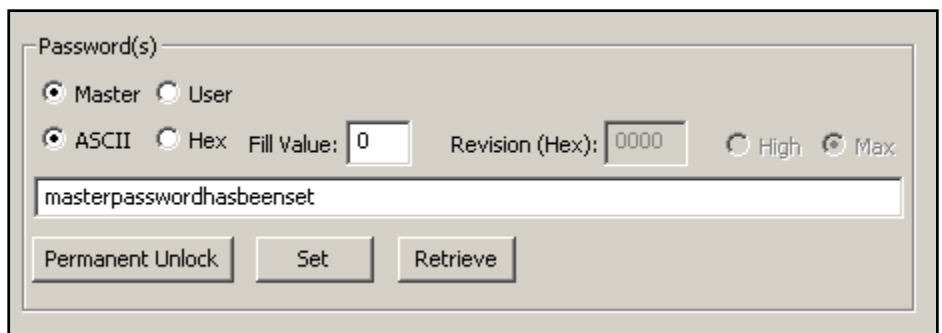 Password(s)
Master User
ASCII Hex Fill Value: 0 Revision (Hex): 0000 High Max
masterpasswordhasbeenset
Permanent Unlock Set Retrieve